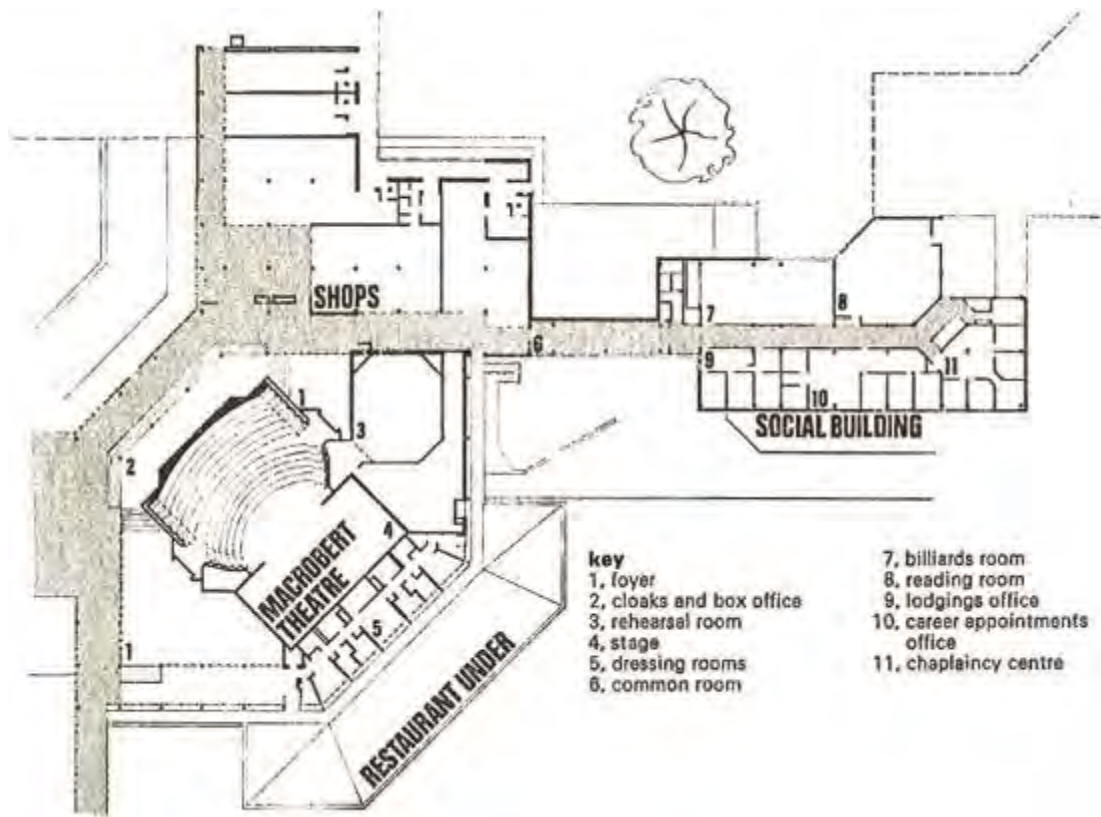 SHOPS
7
8
6
9
11
10
SOCIAL BUILDING
1
3
2
4
MACROBERT
THEATRE
5
1
RESTAURANT UNDER
key
1, foyer
2, cloaks and box office
3, rehearsal room
4, stage
5, dressing rooms
6, common room
7, billiards room
8, reading room
9, lodgings office
10, career appointments
office
11, chaplaincy centre